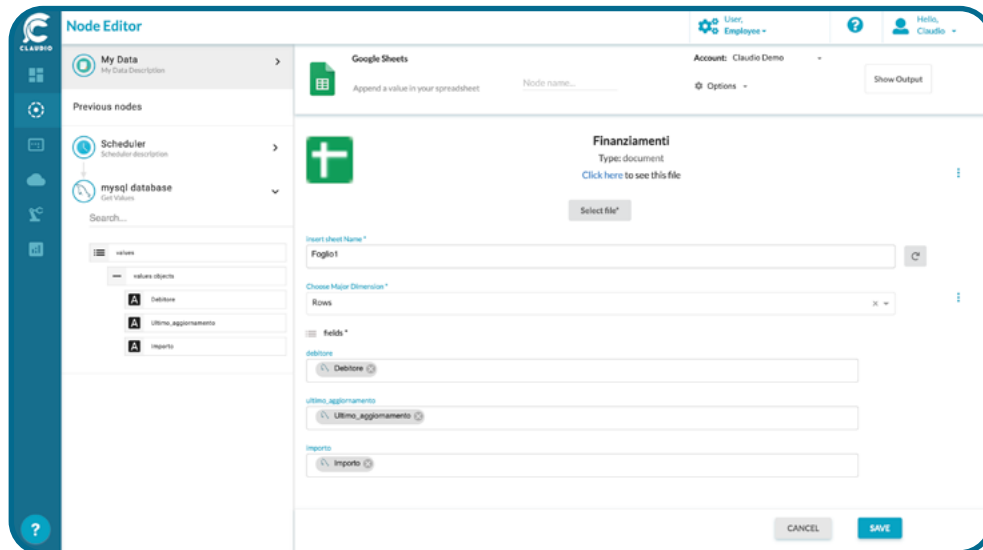 CLAUDIO
Node Editor
User,
Employee
?
Hello,
Claudio
My Data
My Data Description
Previous nodes
Scheduler
Scheduler description
mysql database
Get Values
Search...
values
values objects
A Debitore
A Ultimo_aggiornamento
A Importo
?
Google Sheets
Append a value in your spreadsheet
Node name...
Account: Claudio Demo
Options
Show Output
Finanziamenti
Type: document
Click here to see this file
Select file*
Insert sheet Name *
Foglio1
Choose Major Dimension *
Rows
fields *
debitore
Debitore
ultimo_aggiornamento
Ultimo_aggiornamento
importo
Importo
CANCEL
SAVE